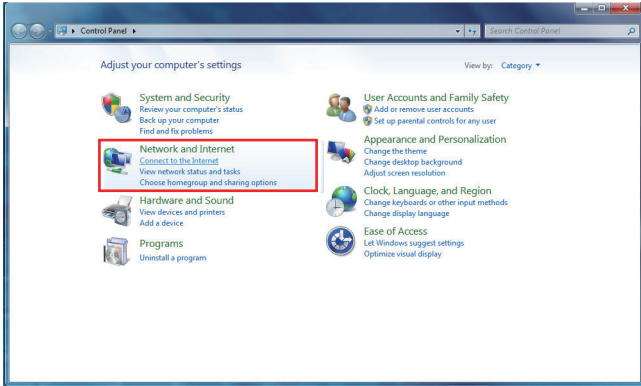 Control Panel
Search Control Panel
Adjust your computer's settings
View by: Category
System and Security
Review your computer's status
Back up your computer
Find and fix problems
Network and Internet
Connect to the Internet
View network status and tasks
Choose homegroup and sharing options
Hardware and Sound
View devices and printers
Add a device
Programs
Uninstall a program
User Accounts and Family Safety
Add or remove user accounts
Set up parental controls for any user
Appearance and Personalization
Change the theme
Change desktop background
Adjust screen resolution
Clock, Language, and Region
Change keyboards or other input methods
Change display language
Ease of Access
Let Windows suggest settings
Optimize visual display